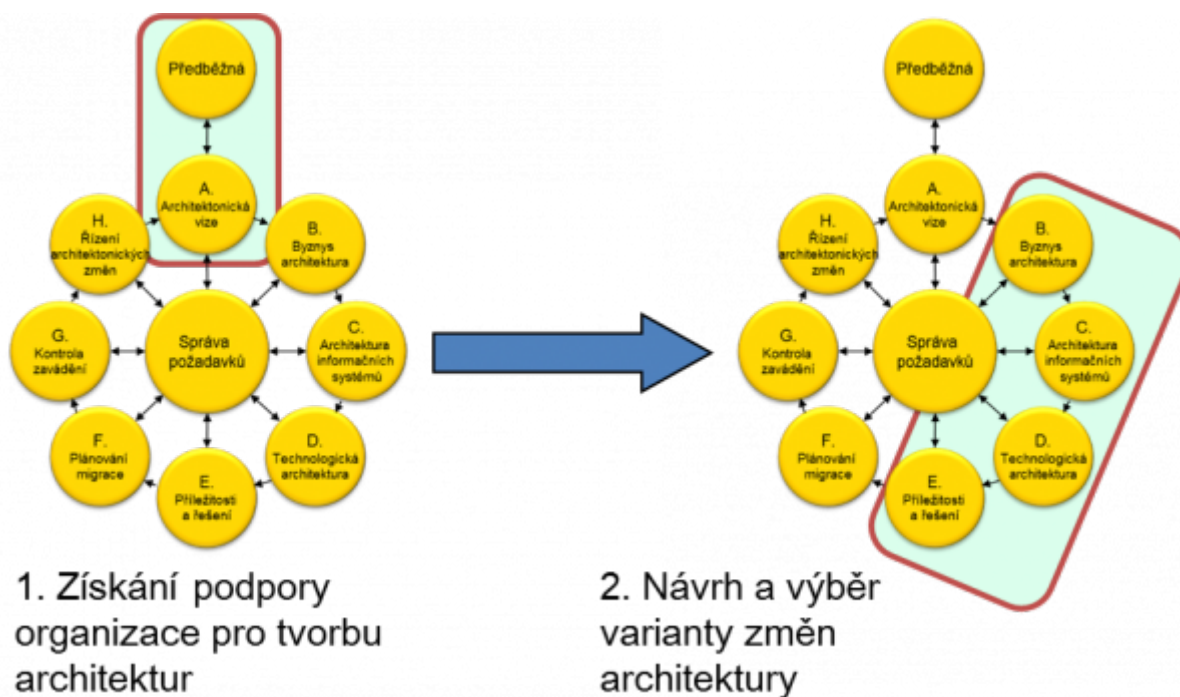 Předběžná
A.
Architektonická
vize
H.
Řízení
architektonických
změn
B.
Byznys
architektura
G.
Kontrola
zavádění
Správa
požadavků
C.
Architektura
informačních
systémů
F.
Plánování
migrace
D.
Technologická
architektura
E.
Příležitosti
a řešení
1. Získání podpory
organizace pro tvorbu
architektur
Předběžná
A.
Architektonická
vize
H.
Řízení
architektonických
změn
B.
Byznys
architektura
G.
Kontrola
zavádění
Správa
požadavků
C.
Architektura
informačních
systémů
F.
Plánování
migrace
D.
Technologická
architektura
E.
Příležitosti
a řešení
2. Návrh a výběr
varianty změn
architektury